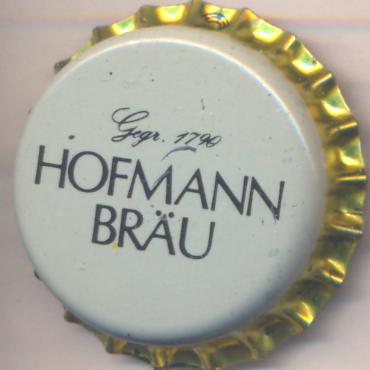 Gegr. 1790
HOFMANN
BRÄU